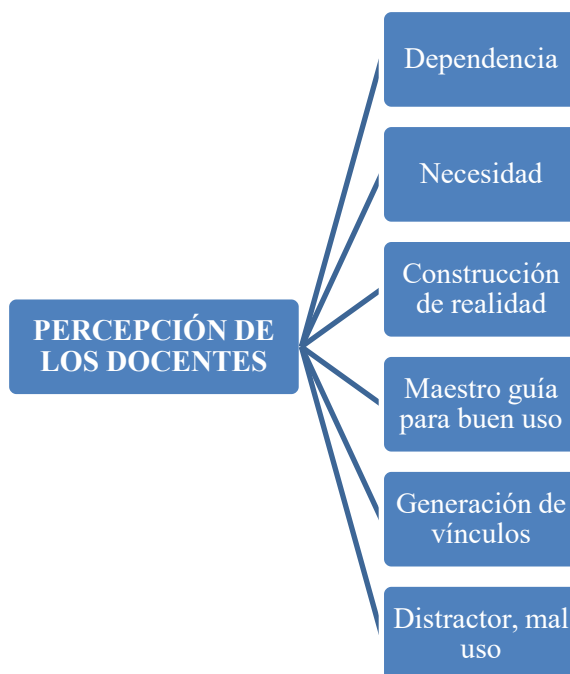 Dependencia
Necesidad
Construcción
de realidad
PERCEPCIÓN DE
LOS DOCENTES
Maestro guía
para buen uso
Generación de
vínculos
Distractor, mal
uso